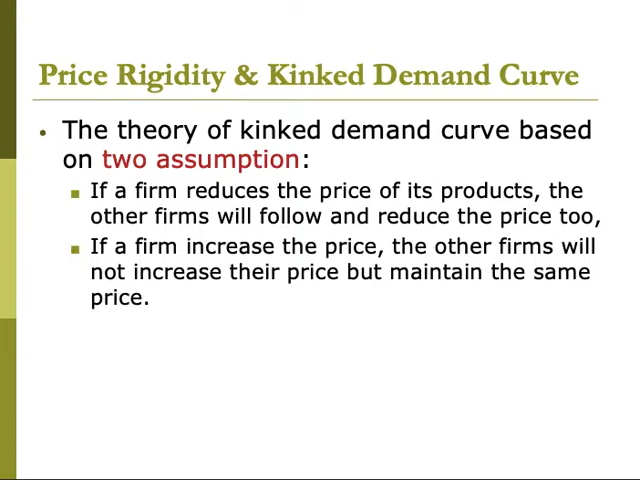 Price Rigidity & Kinked Demand Curve
• The theory of kinked demand curve based
on two assumption:
■ If a firm reduces the price of its products, the
other firms will follow and reduce the price too,
■ If a firm increase the price, the other firms will
not increase their price but maintain the same
price.